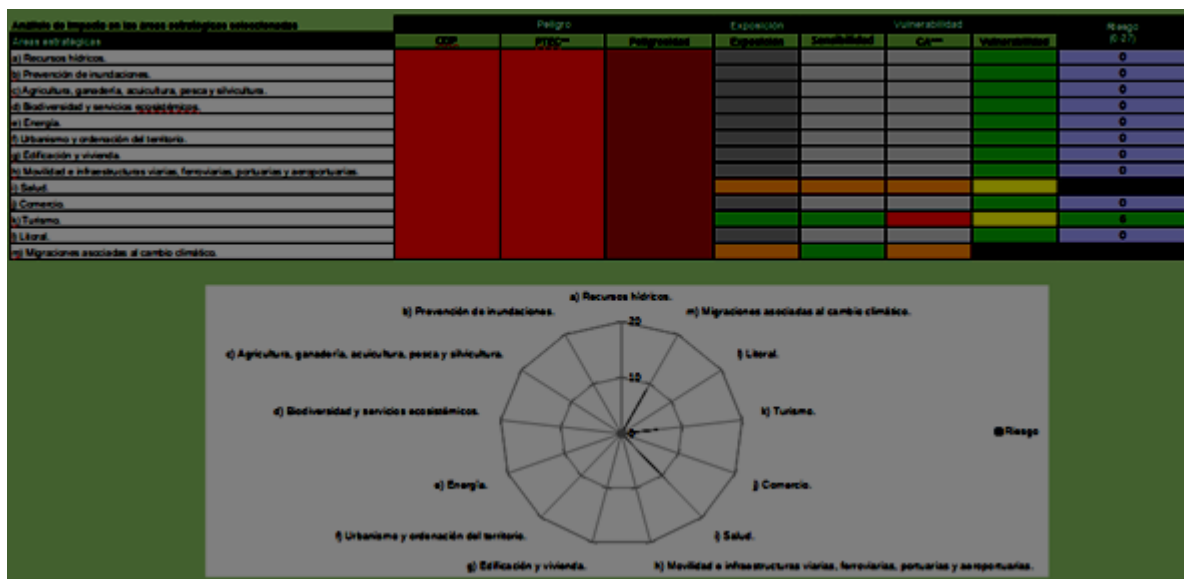 Análisis de impacto en las áreas estratégicas seleccionadas
Peligro
Exposición
Vulnerabilidad
Riesgo
(0-27)
Áreas estratégicas
ODP
PTEC**
Peligrosidad
Exposición
Sensibilidad
CA***
Vulnerabilidad
a) Recursos hídricos.
0
b) Prevención de inundaciones.
0
c) Agricultura, ganadería, acuicultura, pesca y silvicultura.
0
d) Biodiversidad y servicios ecosistémicos.
0
e) Energía.
0
f) Urbanismo y ordenación del territorio.
0
g) Edificación y vivienda.
0
h) Movilidad e infraestructuras viarias, ferroviarias, portuarias y aeroportuarias.
0
i) Salud.
j) Comercio.
0
k) Turismo.
6
l) Litoral.
0
m) Migraciones asociadas al cambio climático.
a) Recursos hídricos.
b) Prevención de inundaciones.
m) Migraciones asociadas al cambio climático.
20
c) Agricultura, ganadería, acuicultura, pesca y silvicultura.
l) Litoral.
10
d) Biodiversidad y servicios ecosistémicos.
k) Turismo.
0
Riesgo
e) Energía.
j) Comercio.
f) Urbanismo y ordenación del territorio.
i) Salud.
g) Edificación y vivienda.
h) Movilidad e infraestructuras viarias, ferroviarias, portuarias y aeroportuarias.